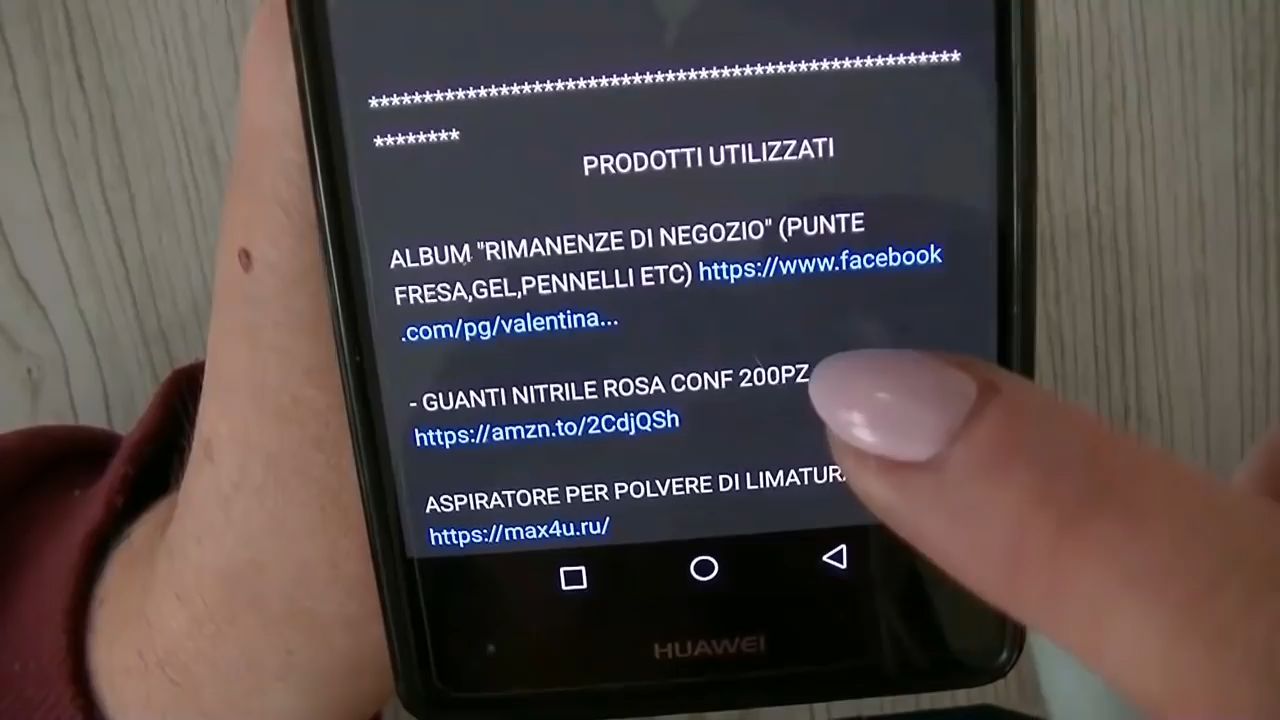 ******************************************************
********
PRODOTTI UTILIZZATI
ALBUM "RIMANENZE DI NEGOZIO" (PUNTE
FRESA,GEL,PENNELLI ETC) https://www.facebook
.com/pg/valentina...
- GUANTI NITRILE ROSA CONF 200PZ
https://amzn.to/2CdjQSh
ASPIRATORE PER POLVERE DI LIMATURA
https://max4u.ru/
HUAWEI